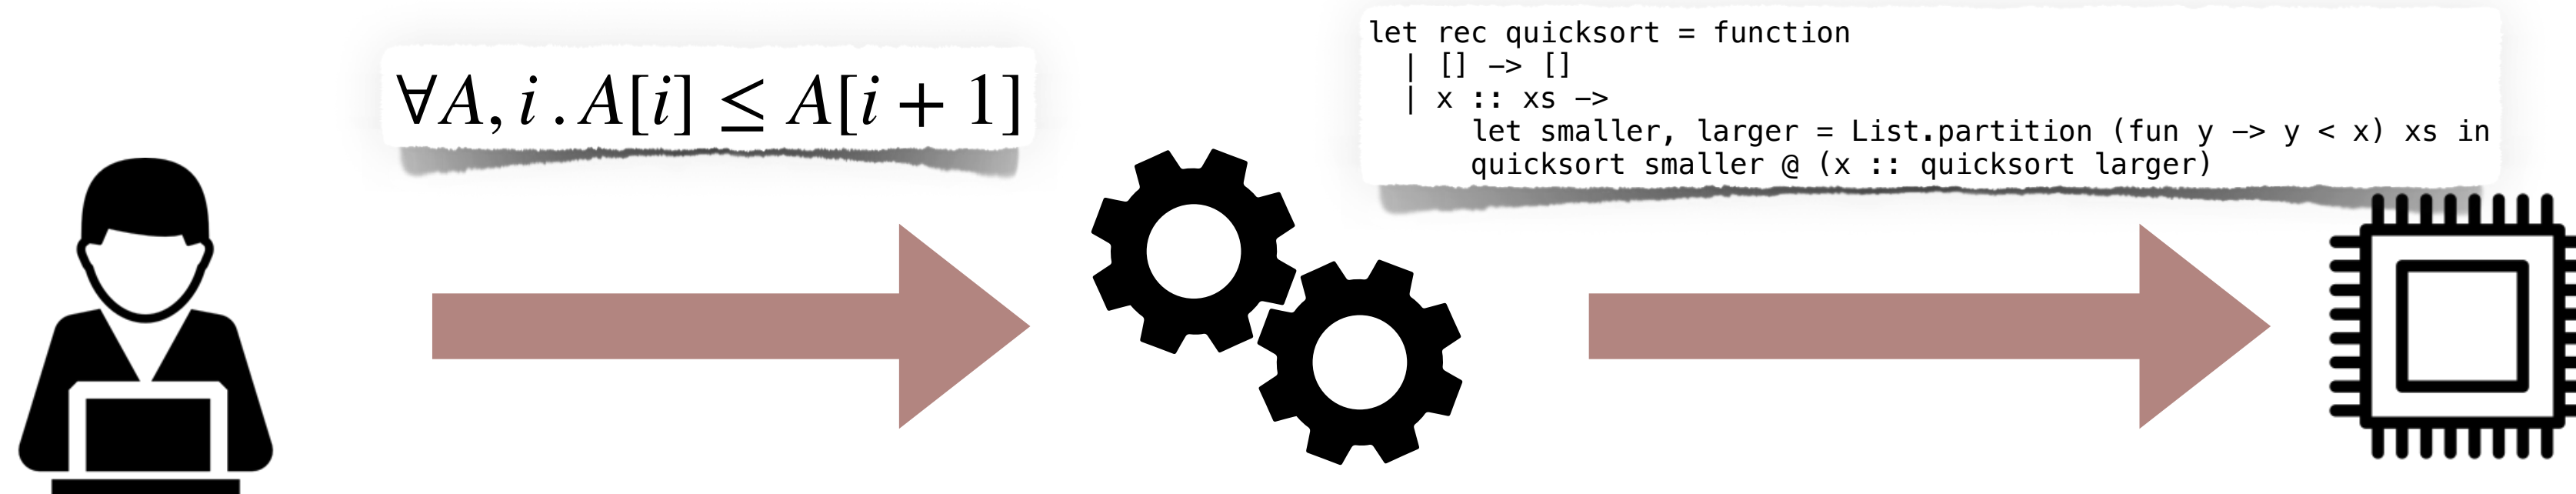 ∀A, i . A[i] ≤ A[i + 1]
let rec quicksort = function
  | [] -> []
  | x :: xs ->
      let smaller, larger = List.partition (fun y -> y < x) xs in
      quicksort smaller @ (x :: quicksort larger)